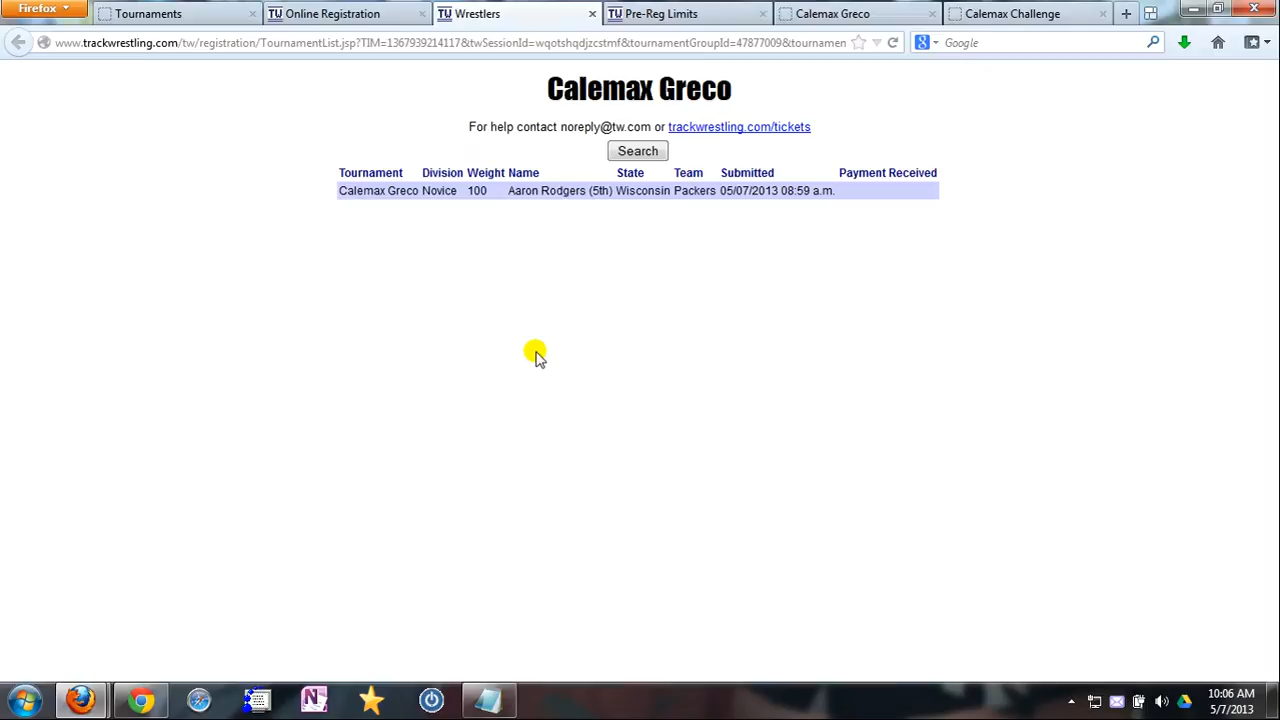 Firefox
Tournaments
TU Online Registration
TU Wrestlers
TU Pre-Reg Limits
Calemax Greco
Calemax Challenge
www.trackwrestling.com/tw/registration/TournamentList.jsp?TIM=1367939214117&twSessionId=wqotshqdjzcstmf&tournamentGroupId=47877009&tournamen
Google
Calemax Greco
For help contact noreply@tw.com or trackwrestling.com/tickets
Search
Tournament Division Weight Name State Team Submitted Payment Received
Calemax Greco Novice 100 Aaron Rodgers (5th) Wisconsin Packers 05/07/2013 08:59 a.m.
10:06 AM
5/7/2013